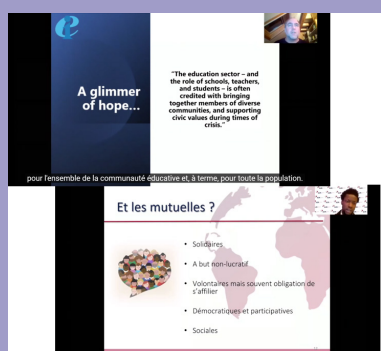 A glimmer
of hope...
"The education sector – and
the role of schools, teachers,
and students – is often
credited with bringing
together members of diverse
communities, and supporting
civic values during times of
crisis."
pour l'ensemble de la communauté éducative et, à terme, pour toute la population.
Et les mutuelles ?
• Solidaires
• A but non-lucratif
• Volontaires mais souvent obligation de
s'affilier
• Démocratiques et participatives
• Sociales